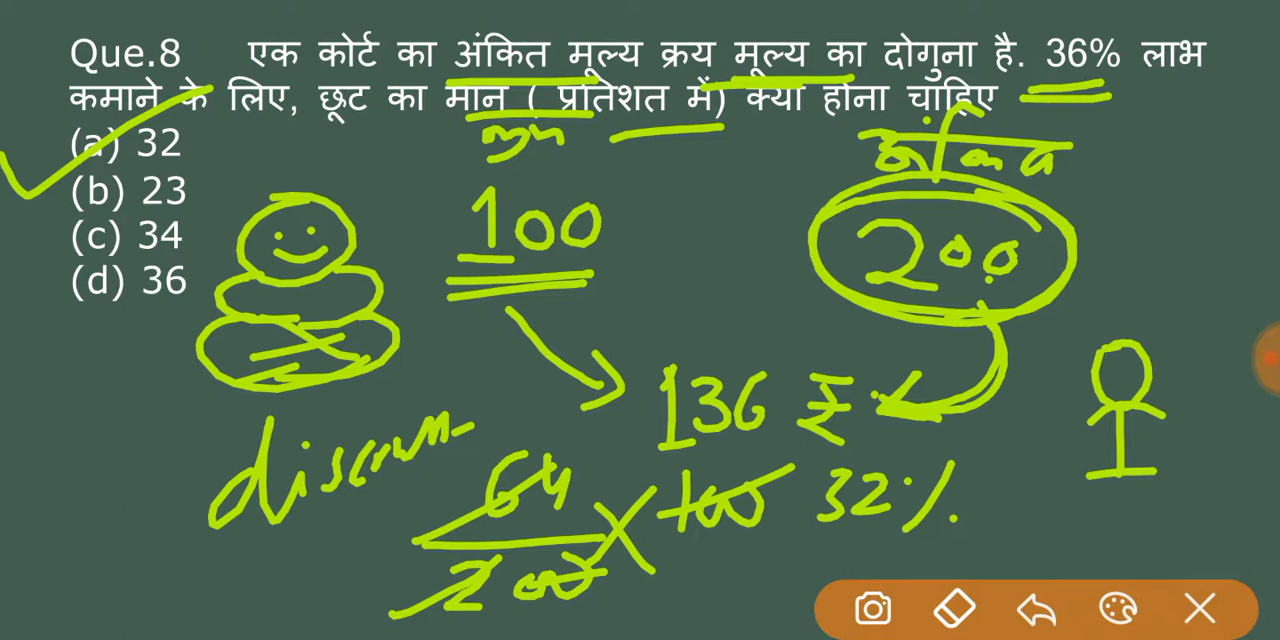 Que.8 एक कोर्ट का अंकित मूल्य क्रय मूल्य का दोगुना है. 36% लाभ
कमाने के लिए, छूट का मान ( प्रतिशत में) क्या होना चाहिए
(a) 32
(b) 23
(c) 34
(d) 36
100
200
136 ₹
64
200
× 100 32%